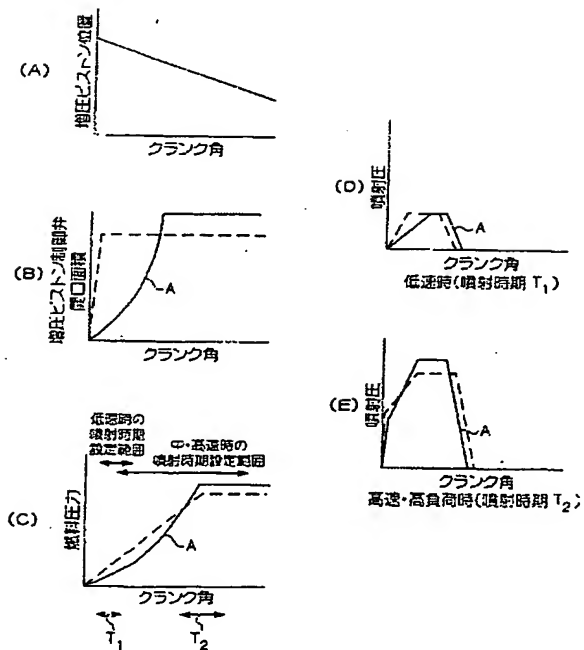 (A)
増圧ピストン位置
クランク角
(B)
増圧ピストン制御弁
開口面積
A
クランク角
低速時の
噴射時期
設定範囲
中・高速時の
噴射時期設定範囲
(C)
燃料圧力
A
クランク角
T1
T2
(D)
噴射圧
A
クランク角
低速時(噴射時期 T1)
(E)
噴射圧
A
クランク角
高速・高負荷時(噴射時期 T2)